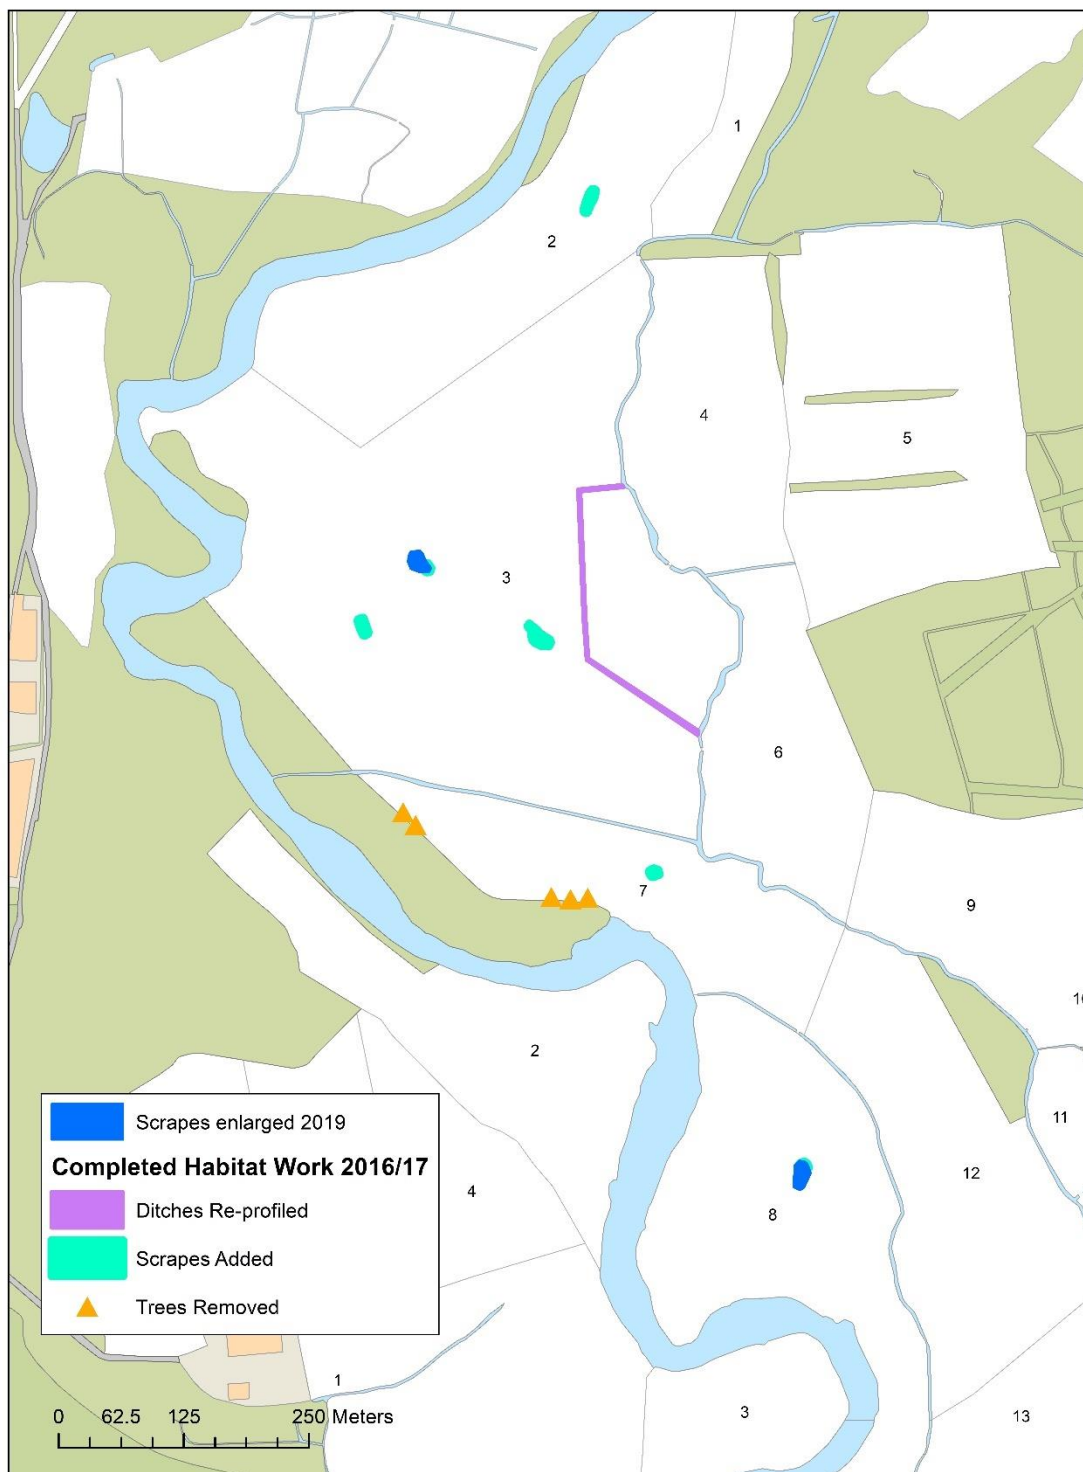 1
2
4
5
3
6
7
9
10
2
11
12
4
8
Scrapes enlarged 2019
Completed Habitat Work 2016/17
Ditches Re-profiled
Scrapes Added
Trees Removed
1
3
13
0 62.5 125 250 Meters